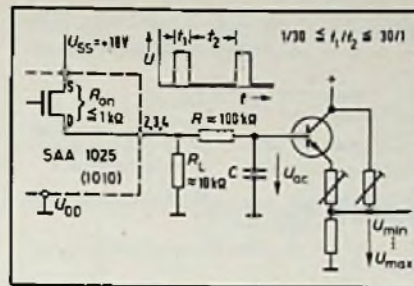 U_SS = +18V
U
t₁ t₂
t
1/30 ≤ t₁/t₂ ≤ 30/1
S
R_on
≤ 1kΩ
D
2,3,4
R ≈ 100kΩ
+
SAA 1025
(1010)
R_L
≈ 10kΩ
C
U_ac
U_DD
U_min
⋮
U_max